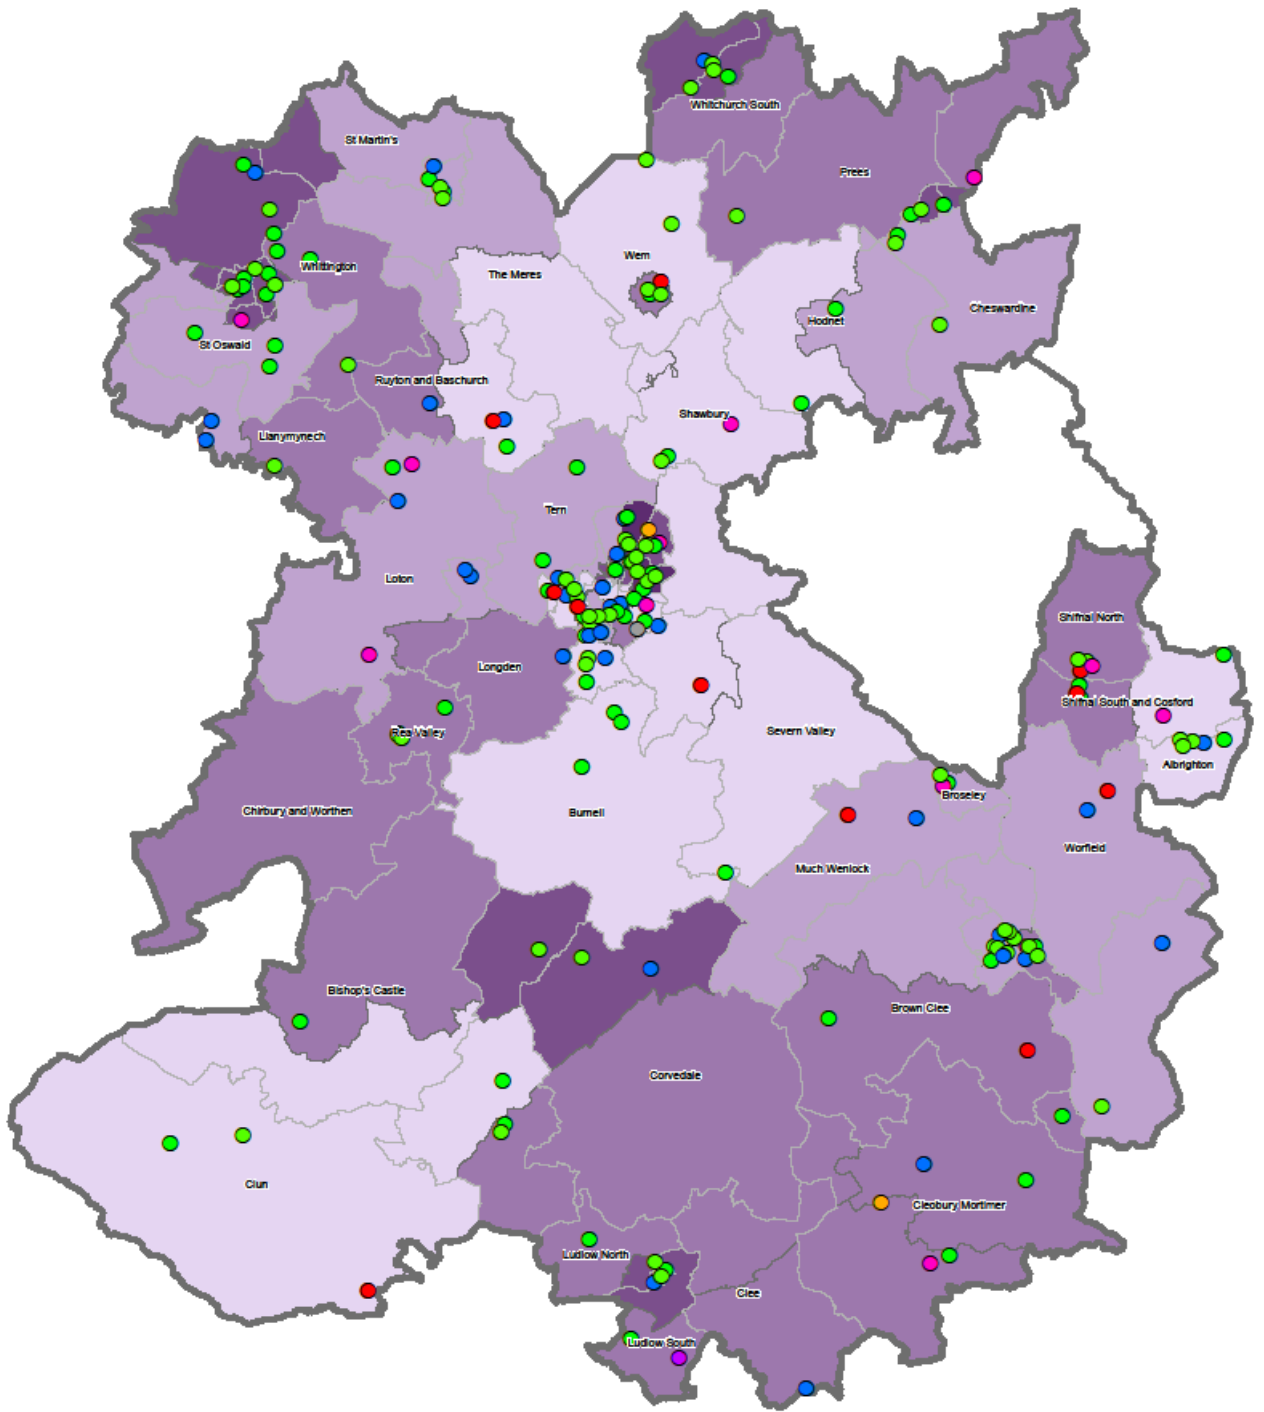 Whitchurch South
St Martin's
Prees
Wem
Whittington
The Meres
Cheswardine
Hodnet
St Oswald
Ruyton and Baschurch
Shawbury
Llanymynech
Tern
Loton
Shifnal North
Longden
Shifnal South and Cosford
Rea Valley
Severn Valley
Albrighton
Broseley
Chirbury and Worthen
Burnell
Worfield
Much Wenlock
Bishop's Castle
Brown Clee
Corvedale
Clun
Cleobury Mortimer
Ludlow North
Clee
Ludlow South